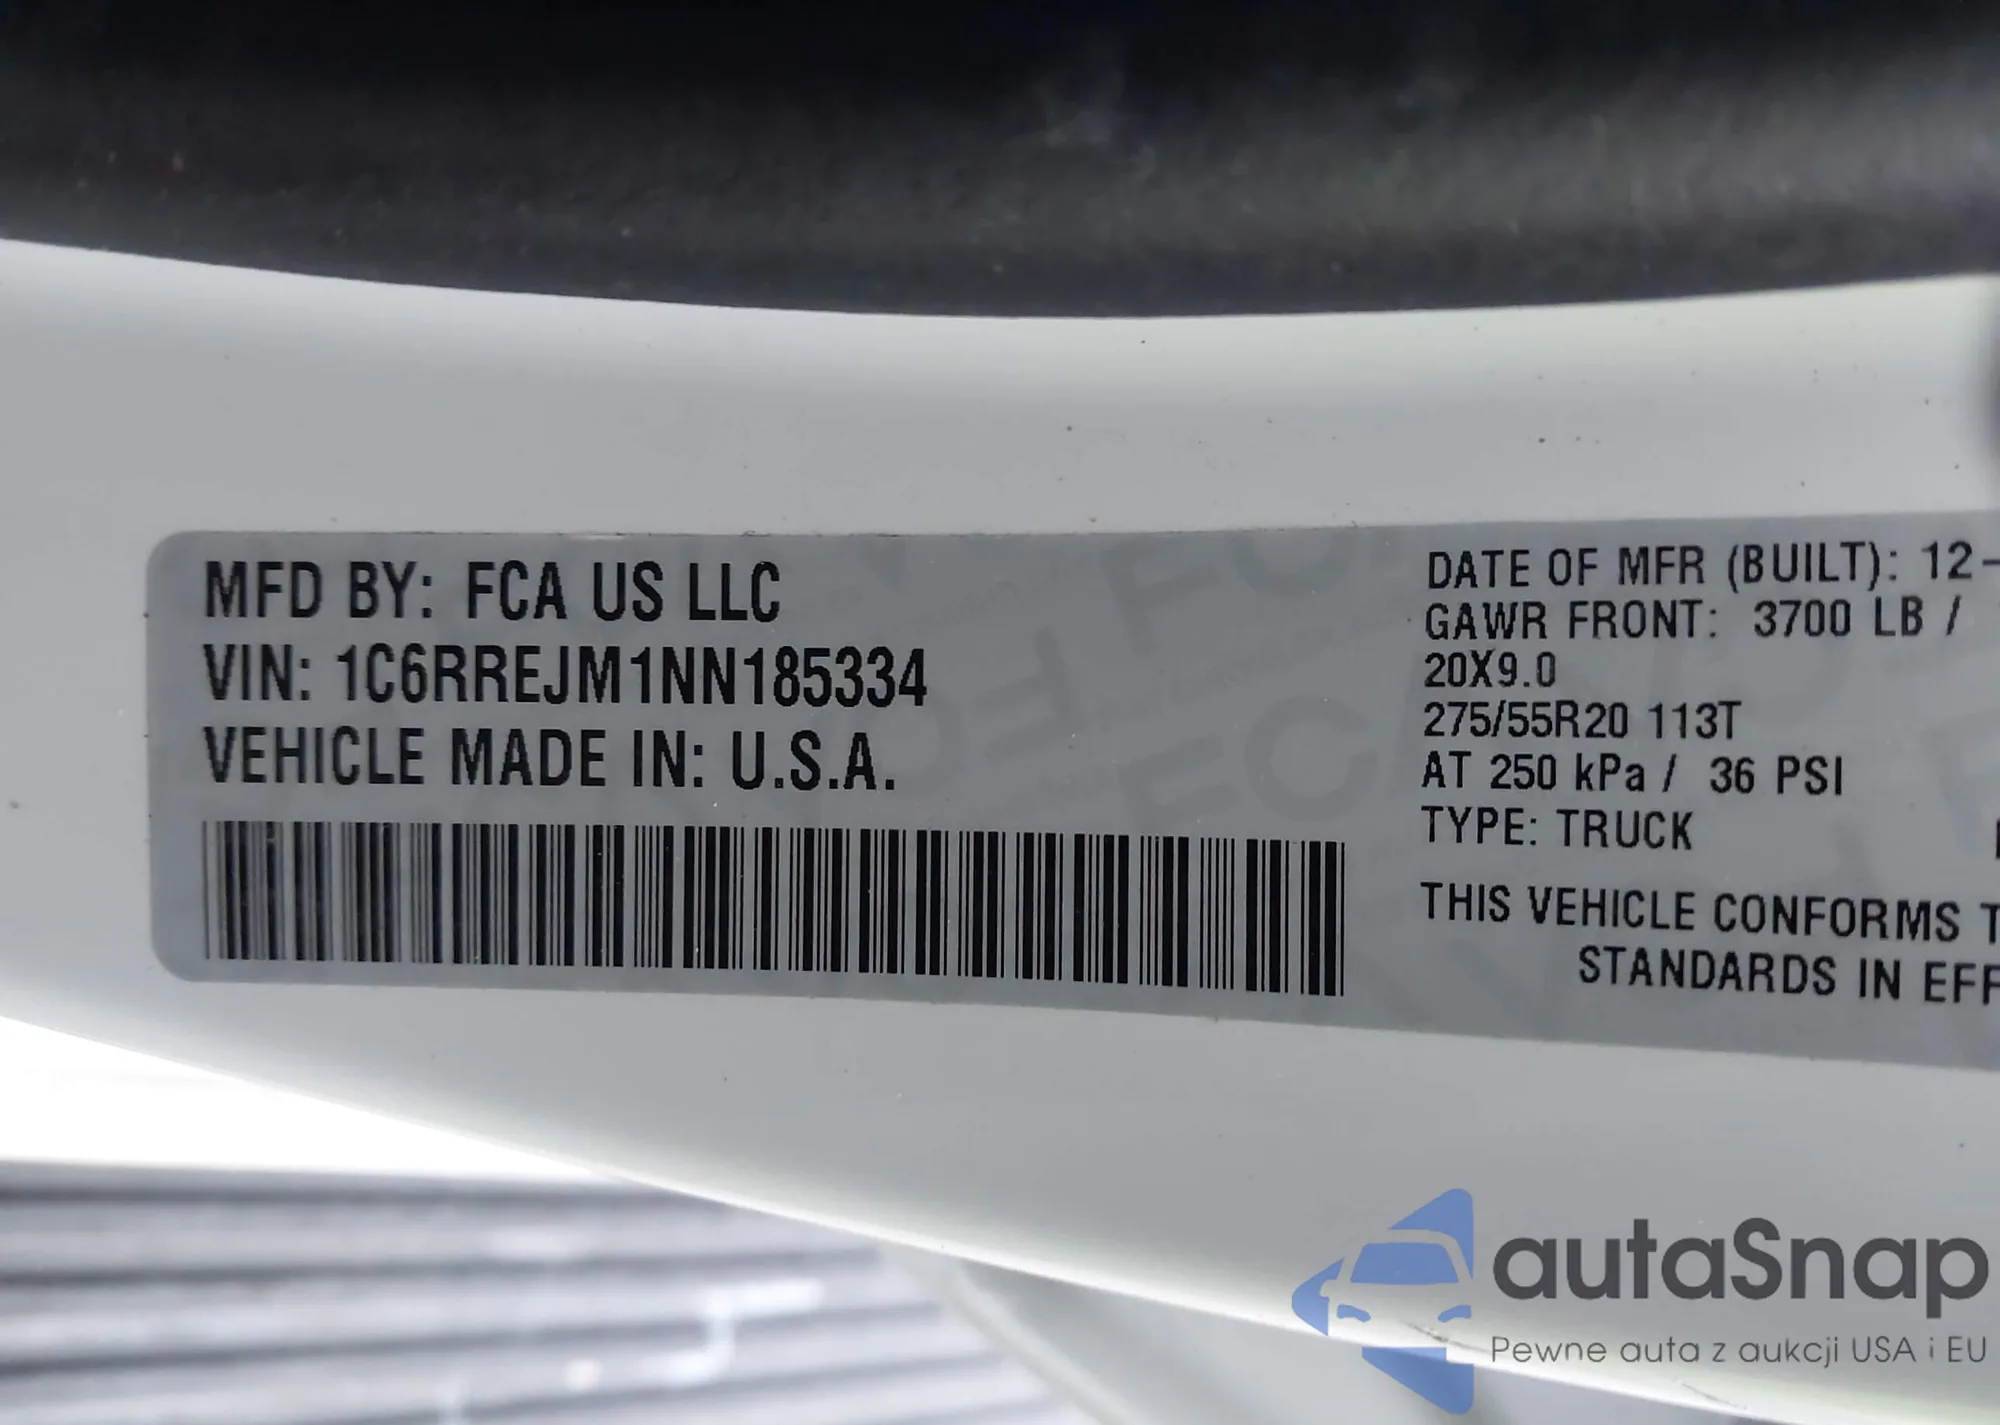 MFD BY: FCA US LLC
VIN: 1C6RREJM1NN185334
VEHICLE MADE IN: U.S.A.
DATE OF MFR (BUILT): 12-
GAWR FRONT: 3700 LB /
20X9.0
275/55R20 113T
AT 250 kPa / 36 PSI
TYPE: TRUCK
THIS VEHICLE CONFORMS T
STANDARDS IN EFF
autaSnap
Pewne auta z aukcji USA i EU